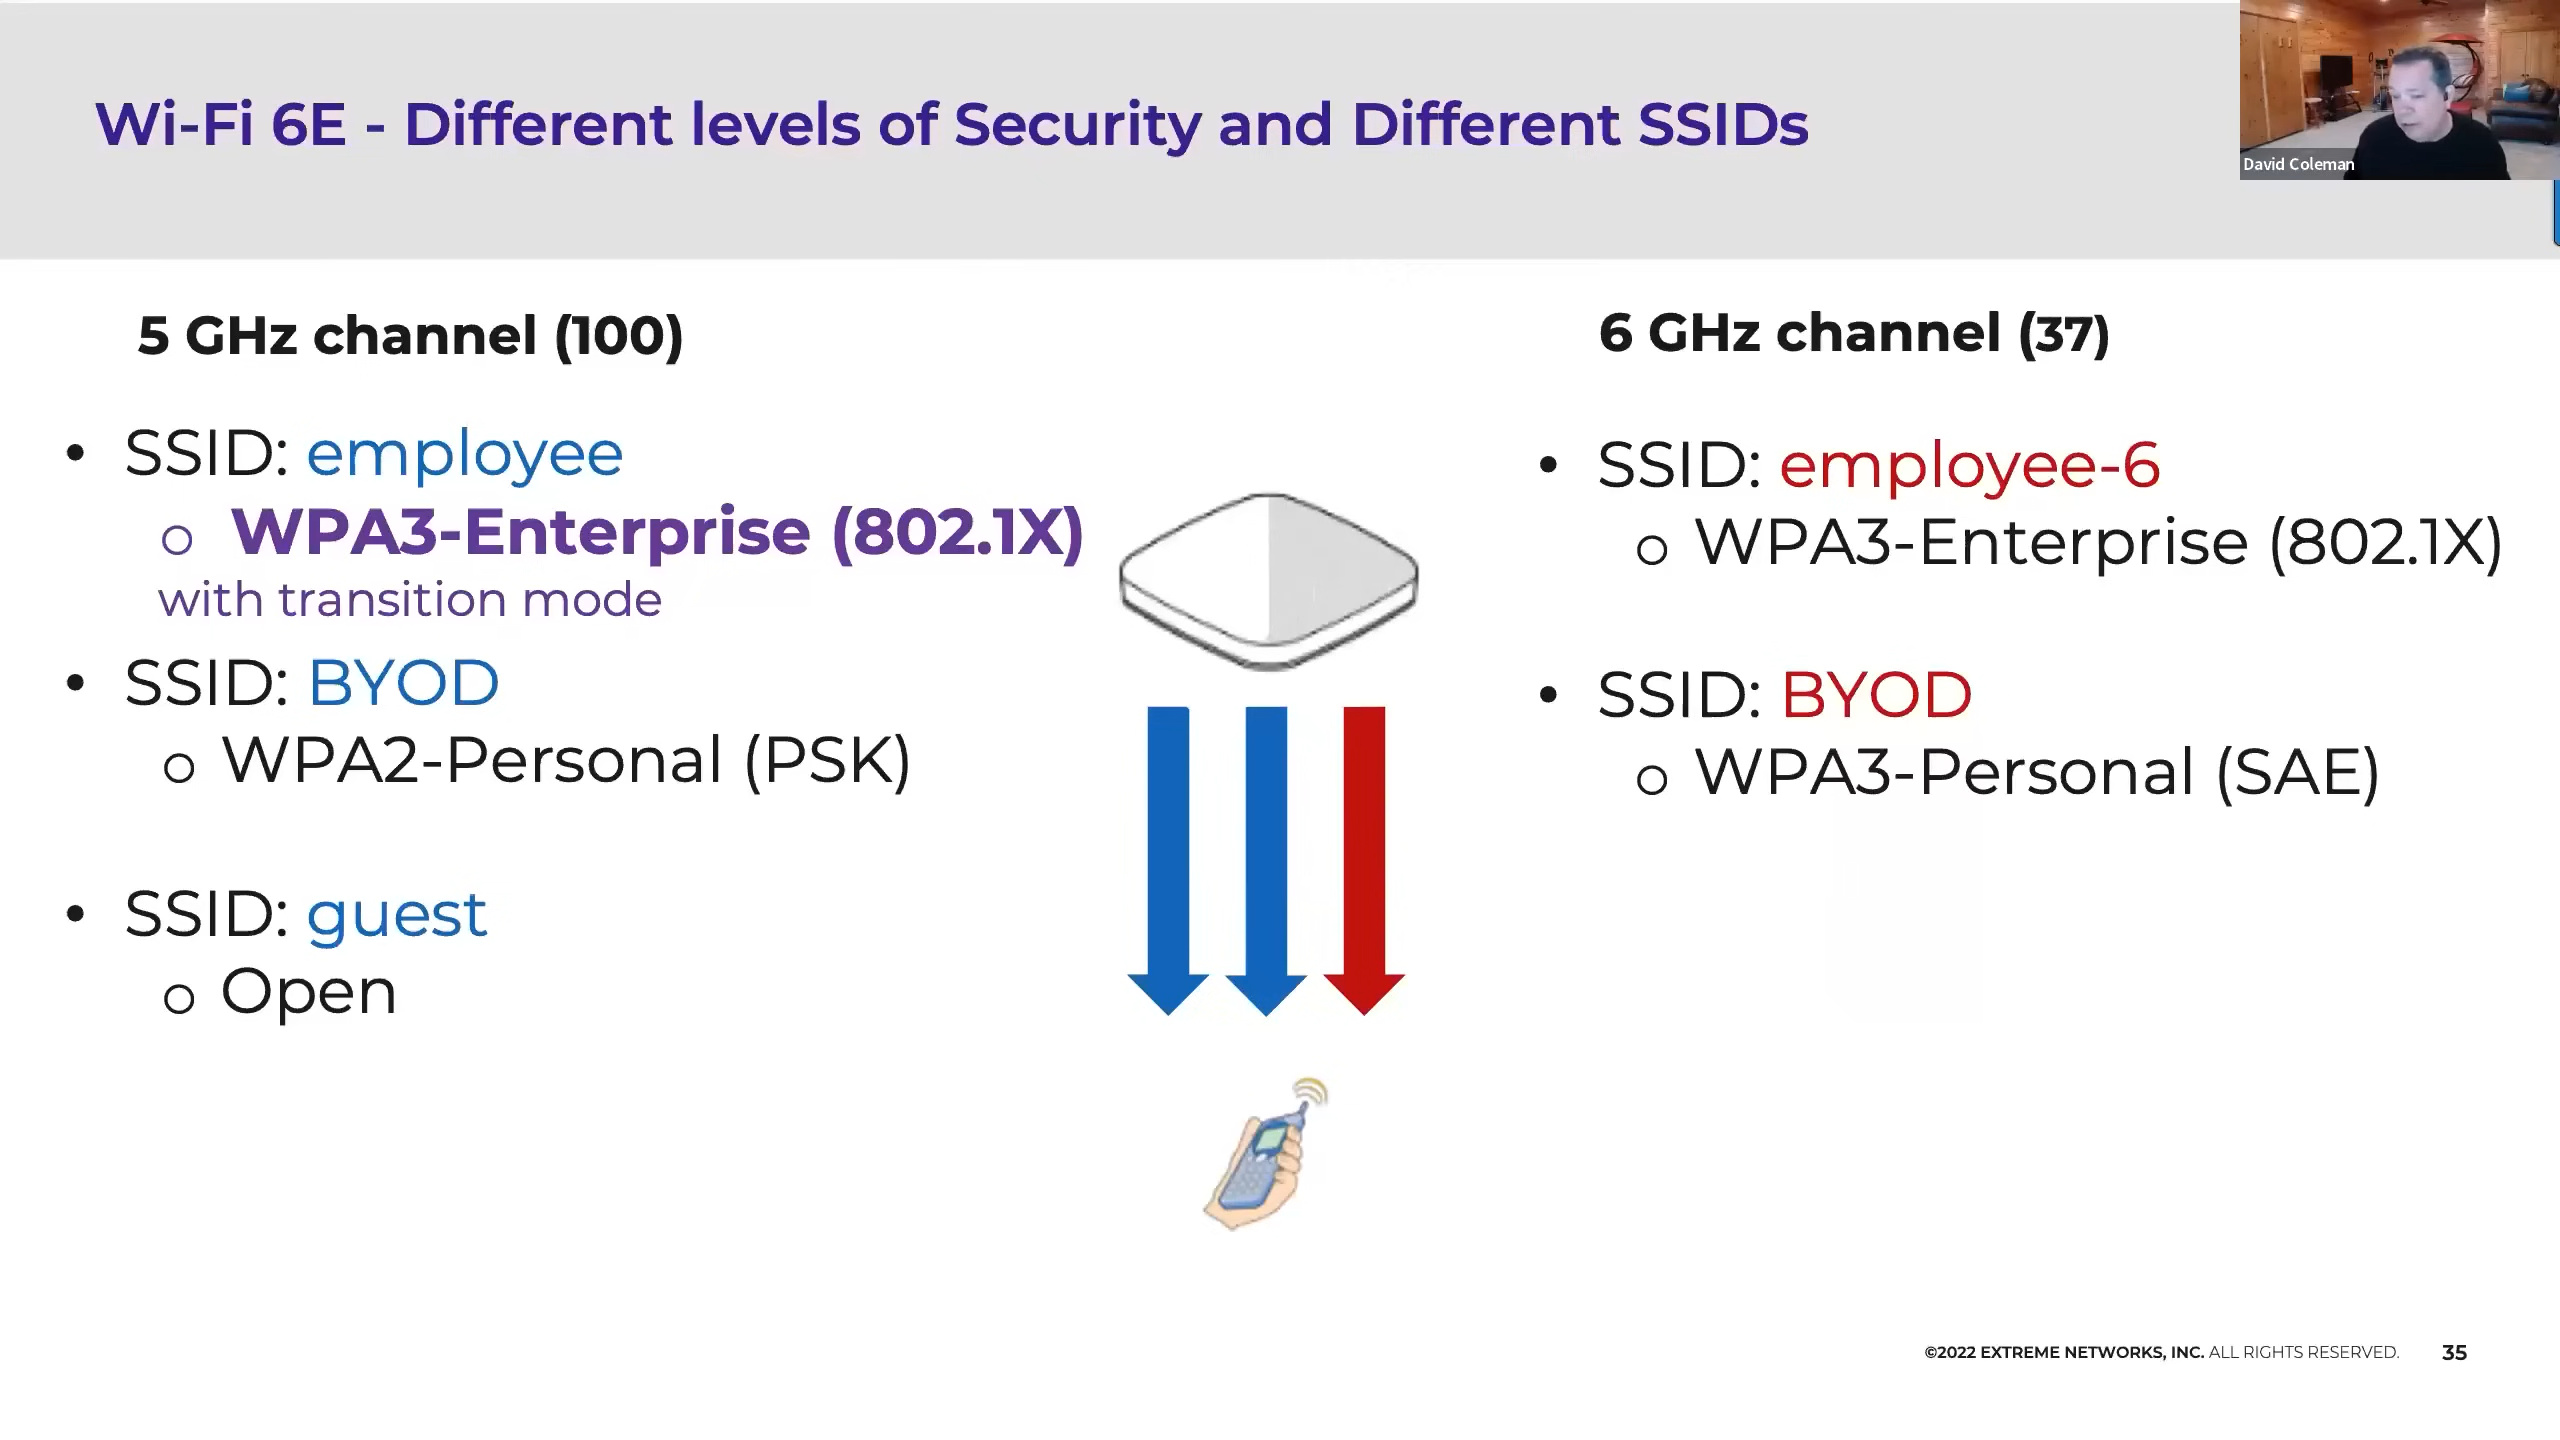 Wi-Fi 6E - Different levels of Security and Different SSIDs
David Coleman
5 GHz channel (100)
• SSID: employee
o WPA3-Enterprise (802.1X)
with transition mode
• SSID: BYOD
o WPA2-Personal (PSK)
• SSID: guest
o Open
6 GHz channel (37)
• SSID: employee-6
o WPA3-Enterprise (802.1X)
• SSID: BYOD
o WPA3-Personal (SAE)
©2022 EXTREME NETWORKS, INC. ALL RIGHTS RESERVED. 35